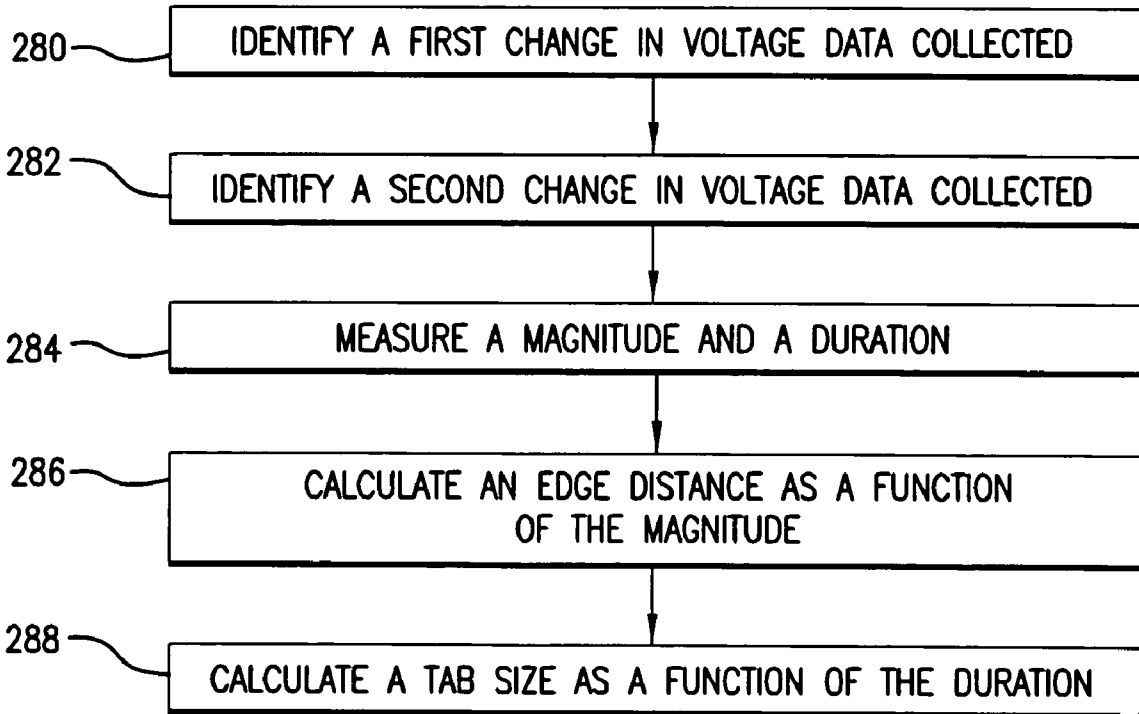 280
IDENTIFY A FIRST CHANGE IN VOLTAGE DATA COLLECTED
282
IDENTIFY A SECOND CHANGE IN VOLTAGE DATA COLLECTED
284
MEASURE A MAGNITUDE AND A DURATION
286
CALCULATE AN EDGE DISTANCE AS A FUNCTION
OF THE MAGNITUDE
288
CALCULATE A TAB SIZE AS A FUNCTION OF THE DURATION